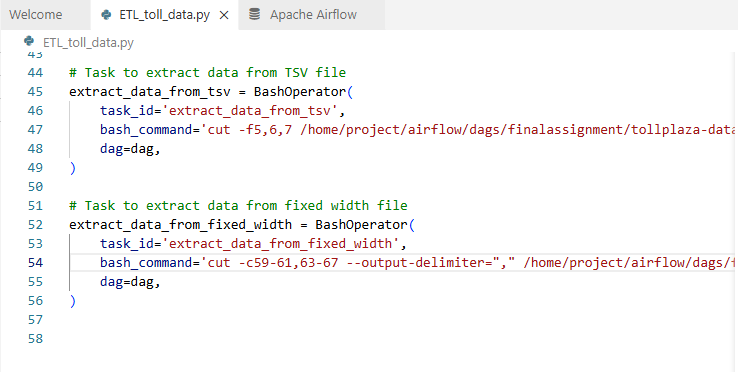 Welcome
ETL_toll_data.py
Apache Airflow
ETL_toll_data.py
43
44 # Task to extract data from TSV file
45 extract_data_from_tsv = BashOperator(
46 task_id='extract_data_from_tsv',
47 bash_command='cut -f5,6,7 /home/project/airflow/dags/finalassignment/tollplaza-data
48 dag=dag,
49 )
50
51 # Task to extract data from fixed width file
52 extract_data_from_fixed_width = BashOperator(
53 task_id='extract_data_from_fixed_width',
54 bash_command='cut -c59-61,63-67 --output-delimiter="," /home/project/airflow/dags/f
55 dag=dag,
56 )
57
58